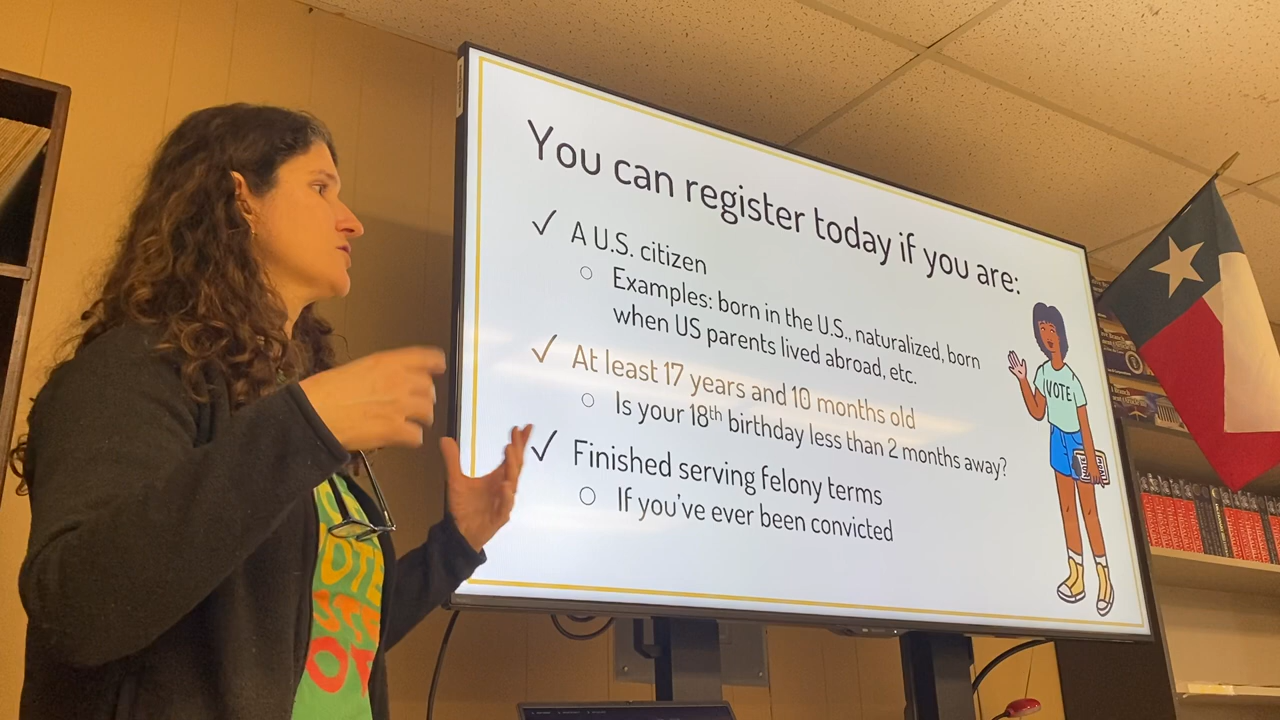 You can register today if you are:
✓ A U.S. citizen
○ Examples: born in the U.S., naturalized, born
when US parents lived abroad, etc.
✓ At least 17 years and 10 months old
○ Is your 18th birthday less than 2 months away?
✓ Finished serving felony terms
○ If you've ever been convicted
VOTE
VOTE